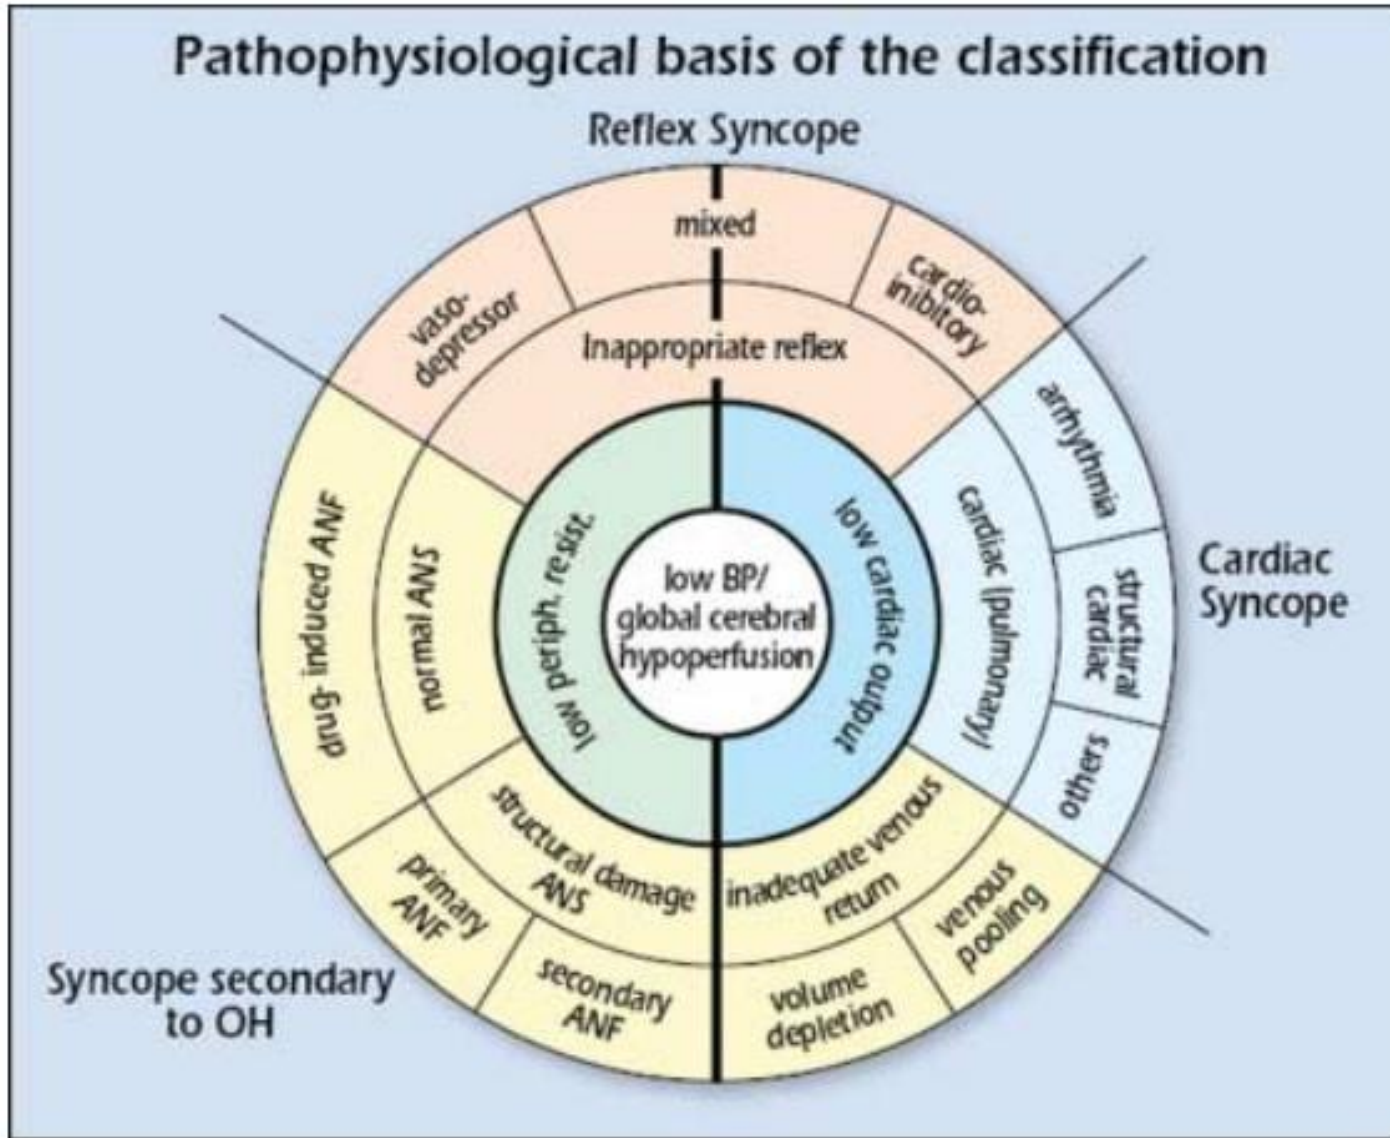 Pathophysiological basis of the classification
Reflex Syncope
mixed
vaso-
depressor
cardio-
inibitory
Inappropriate reflex
arrhythmia
structural
cardiac
others
Cardiac
Syncope
cardiac (pulmonary)
low cardiac output
low periph. resist.
low BP/
global cerebral
hypoperfusion
normal ANS
drug- induced ANF
structural damage
ANS
inadequate venous
return
primary
ANF
secondary
ANF
volume
depletion
venous
pooling
Syncope secondary
to OH